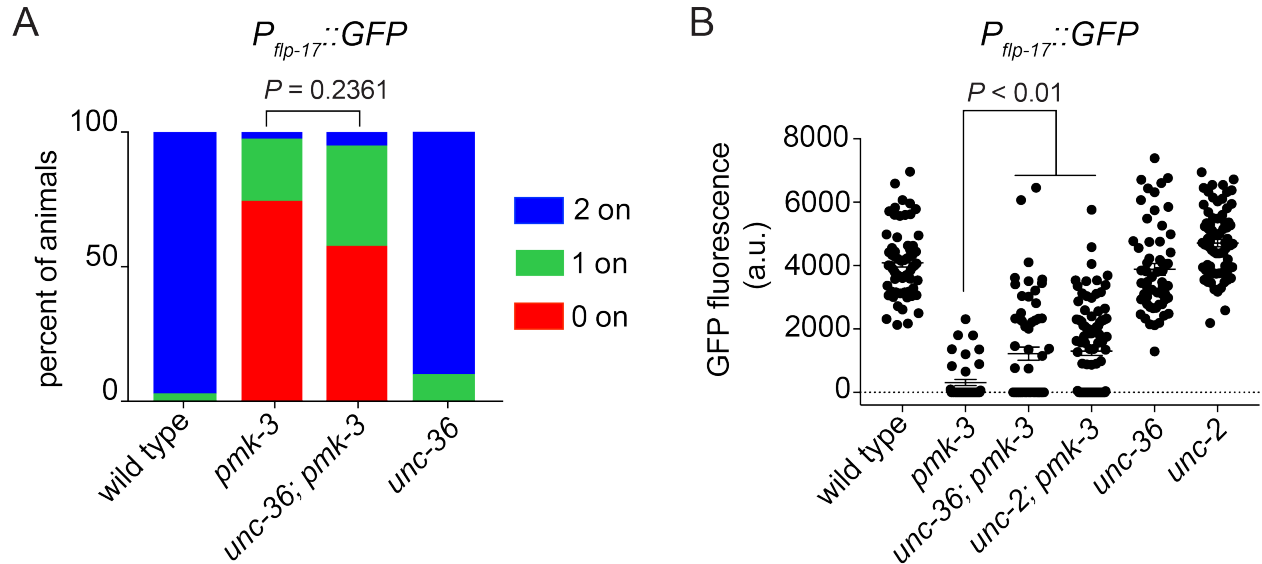 A
P flp-17::GFP
P = 0.2361
percent of animals
100
50
0
2 on
1 on
0 on
wild type
pmk-3
unc-36; pmk-3
unc-36
B
P flp-17::GFP
P < 0.01
GFP fluorescence
(a.u.)
8000
6000
4000
2000
0
wild type
pmk-3
unc-36; pmk-3
unc-2; pmk-3
unc-36
unc-2